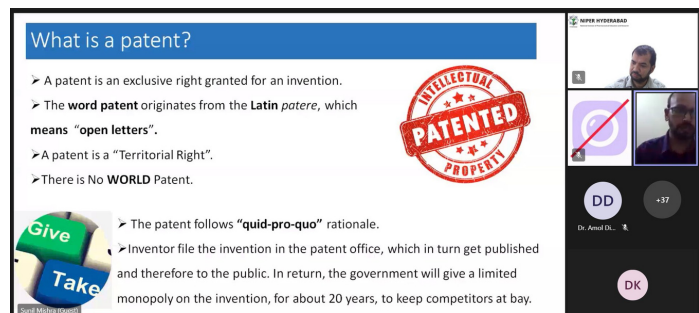 What is a patent?
➢ A patent is an exclusive right granted for an invention.
➢ The word patent originates from the Latin patere, which
means “open letters”.
➢A patent is a “Territorial Right”.
➢There is No WORLD Patent.
INTELLECTUAL
PATENTED
PROPERTY
➢ The patent follows “quid-pro-quo” rationale.
➢Inventor file the invention in the patent office, which in turn get published
and therefore to the public. In return, the government will give a limited
monopoly on the invention, for about 20 years, to keep competitors at bay.
Give
Take
Sunil Mishra (Guest)
NIPER HYDERABAD
DD
+37
Dr. Amol Di...
DK